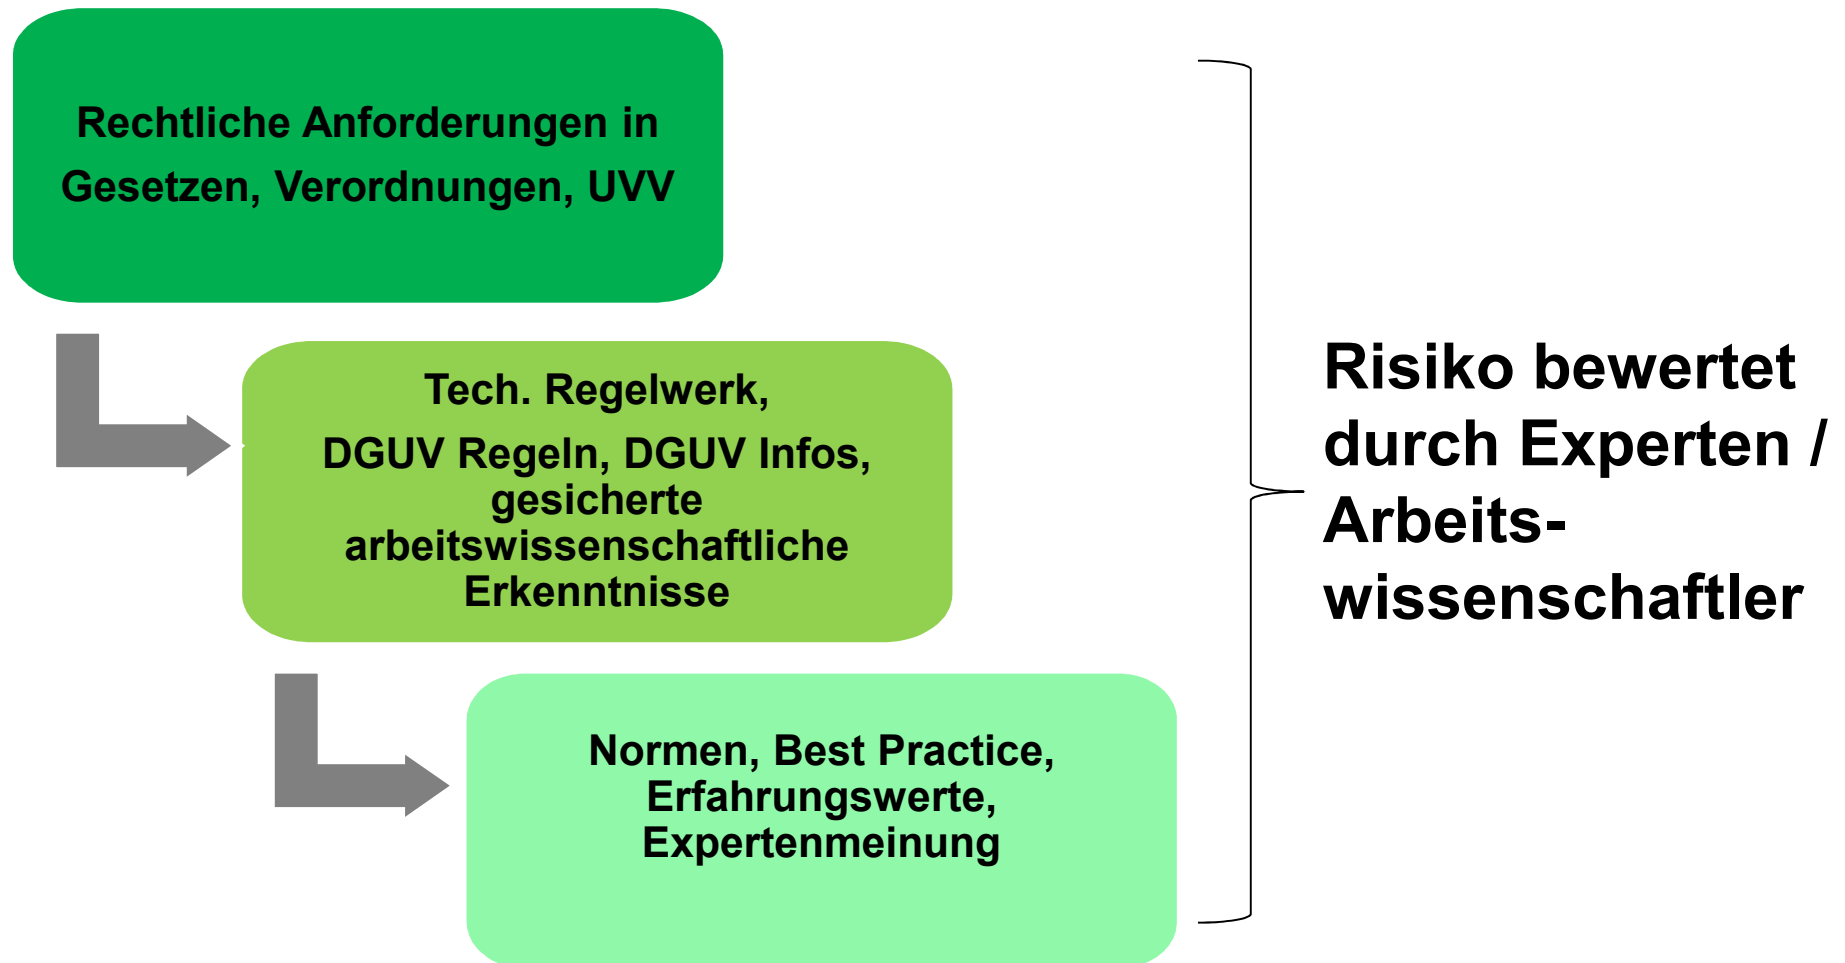 Rechtliche Anforderungen in
Gesetzen, Verordnungen, UVV
Tech. Regelwerk,
DGUV Regeln, DGUV Infos,
gesicherte
arbeitswissenschaftliche
Erkenntnisse
Normen, Best Practice,
Erfahrungswerte,
Expertenmeinung
Risiko bewertet
durch Experten /
Arbeits-
wissenschaftler